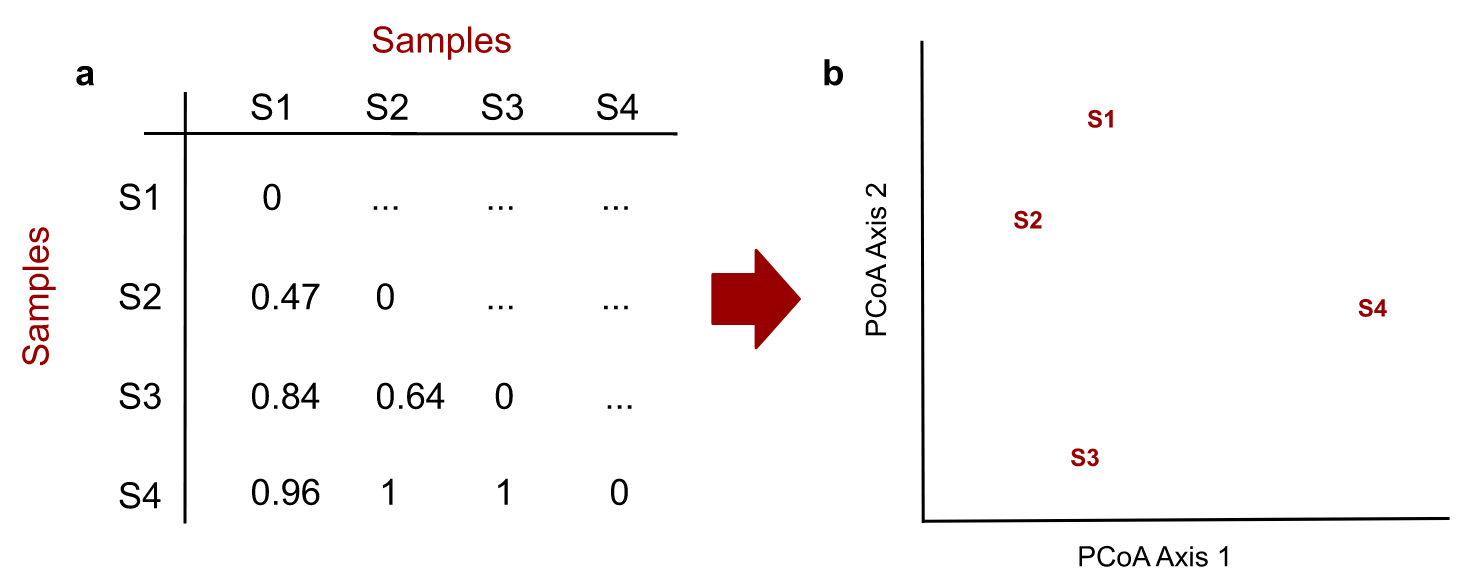 Samples
a
S1 S2 S3 S4
S1 0 ... ... ...
S2 0.47 0 ... ...
S3 0.84 0.64 0 ...
S4 0.96 1 1 0
Samples
b
S1
S2
S4
S3
PCoA Axis 2
PCoA Axis 1